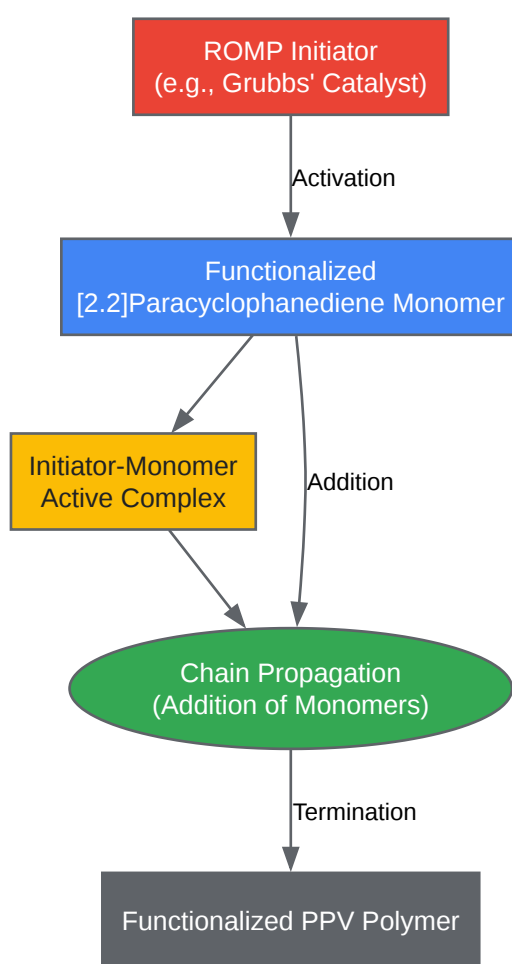 ROMP Initiator
(e.g., Grubbs' Catalyst)
Activation
Functionalized
[2.2]Paracyclophanediene Monomer
Initiator-Monomer
Active Complex
Addition
Chain Propagation
(Addition of Monomers)
Termination
Functionalized PPV Polymer